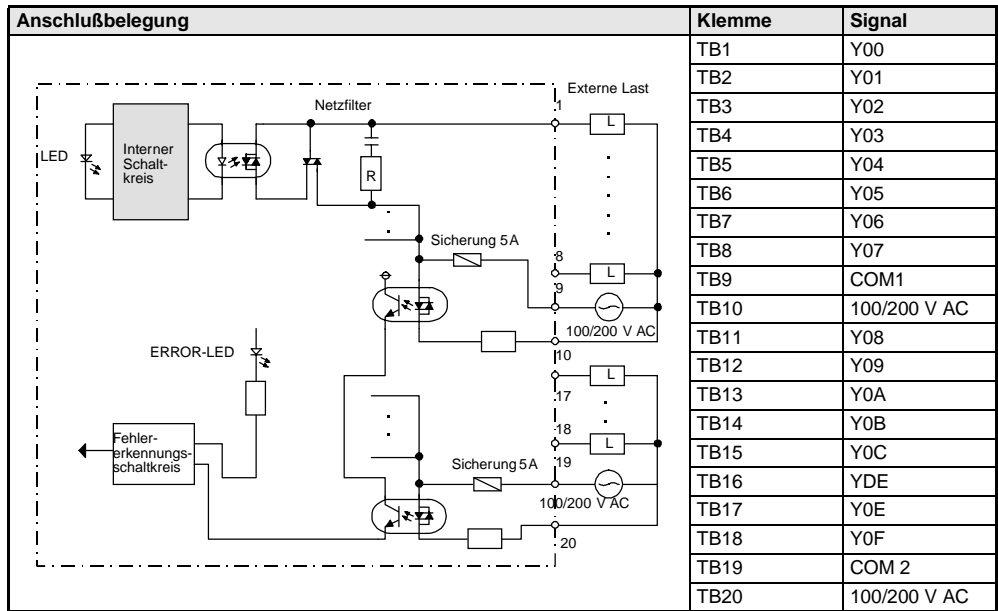 Anschlußbelegung
Klemme Signal
Externe Last
Netzfilter
1
L
LED
Interner
Schalt-
kreis
R
Sicherung 5A
8
L
9
100/200 V AC
10
ERROR-LED
L
17
18
L
Fehler-
erkennungs-
schaltkreis
Sicherung 5A
19
100/200 V AC
20
TB1 Y00
TB2 Y01
TB3 Y02
TB4 Y03
TB5 Y04
TB6 Y05
TB7 Y06
TB8 Y07
TB9 COM1
TB10 100/200 V AC
TB11 Y08
TB12 Y09
TB13 Y0A
TB14 Y0B
TB15 Y0C
TB16 YDE
TB17 Y0E
TB18 Y0F
TB19 COM 2
TB20 100/200 V AC